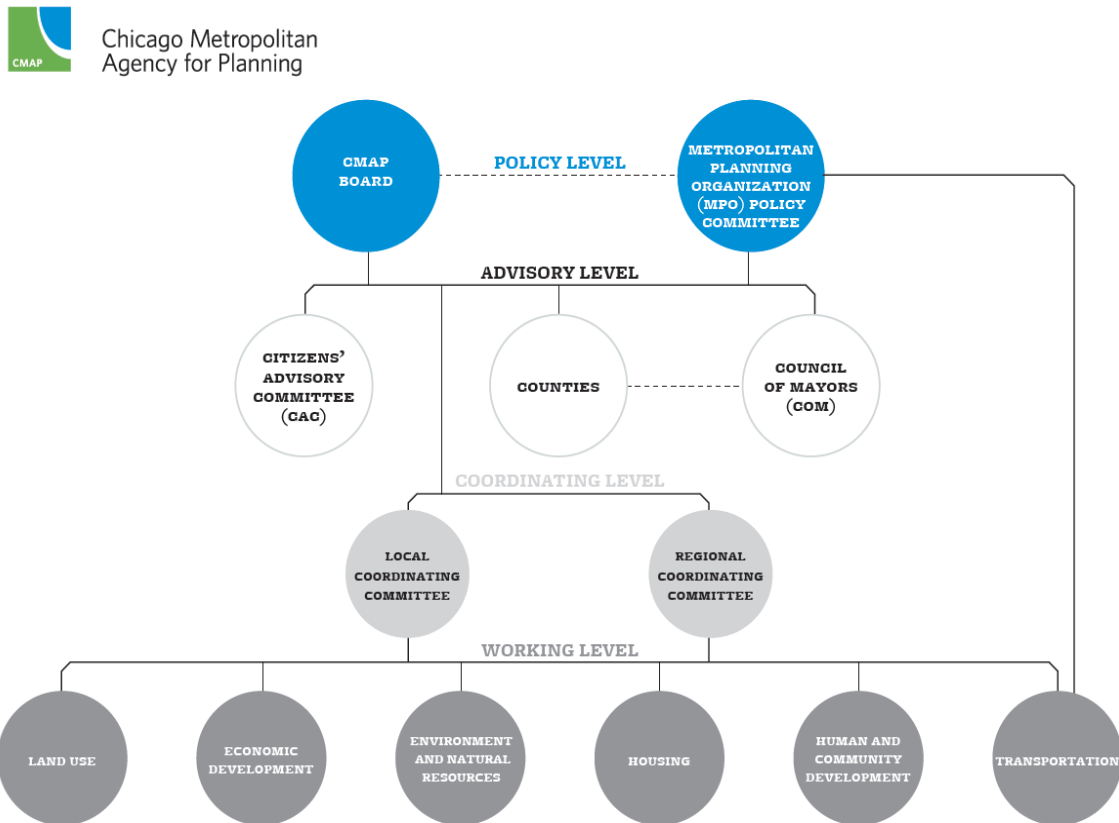 CMAP
Chicago Metropolitan
Agency for Planning
CMAP
BOARD
POLICY LEVEL
METROPOLITAN
PLANNING
ORGANIZATION
(MPO) POLICY
COMMITTEE
ADVISORY LEVEL
CITIZENS’
ADVISORY
COMMITTEE
(CAC)
COUNTIES
COUNCIL
OF MAYORS
(COM)
COORDINATING LEVEL
LOCAL
COORDINATING
COMMITTEE
REGIONAL
COORDINATING
COMMITTEE
WORKING LEVEL
LAND USE
ECONOMIC
DEVELOPMENT
ENVIRONMENT
AND NATURAL
RESOURCES
HOUSING
HUMAN AND
COMMUNITY
DEVELOPMENT
TRANSPORTATION